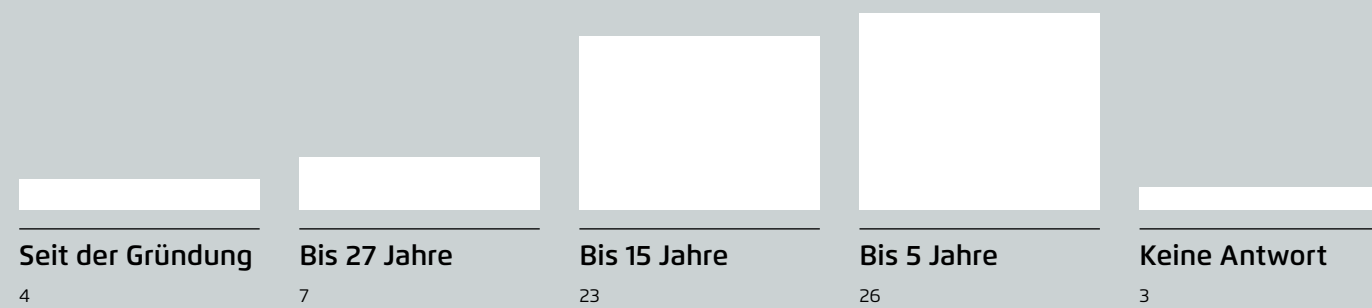 Seit der Gründung
4
Bis 27 Jahre
7
Bis 15 Jahre
23
Bis 5 Jahre
26
Keine Antwort
3